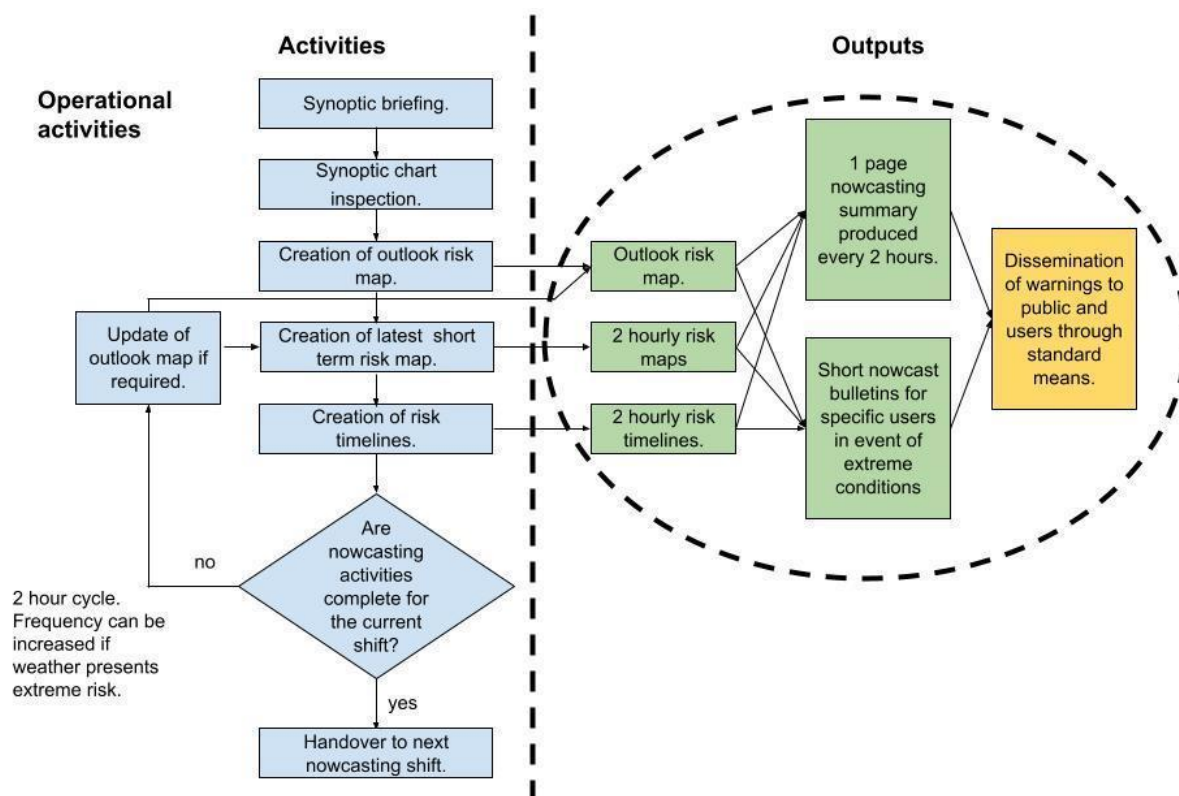 Activities
Outputs
Operational
activities
Synoptic briefing.
Synoptic chart
inspection.
Creation of outlook risk
map.
Update of
outlook map if
required.
Creation of latest  short
term risk map.
Creation of risk
timelines.
Are
nowcasting
activities
complete for
the current
shift?
no
2 hour cycle.
Frequency can be
increased if
weather presents
extreme risk.
yes
Handover to next
nowcasting shift.
Outlook risk
map.
2 hourly risk
maps
2 hourly risk
timelines.
1 page
nowcasting
summary
produced
every 2 hours.
Short nowcast
bulletins for
specific users
in event of
extreme
conditions
Dissemination
of warnings to
public and
users through
standard
means.